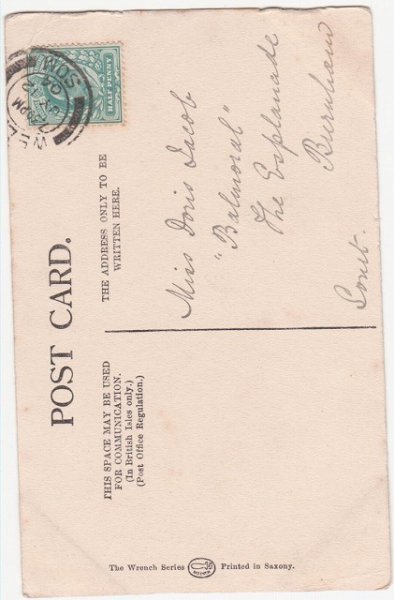 POST CARD.
THIS SPACE MAY BE USED
FOR COMMUNICATION.
(In British Isles only.)
(Post Office Regulation.)
THE ADDRESS ONLY TO BE
WRITTEN HERE.
HALF PENNY
SOM
Miss Doris Jacob
"Balmoral"
The Esplanade
Burnham
Somt.
The Wrench Series
Printed in Saxony.